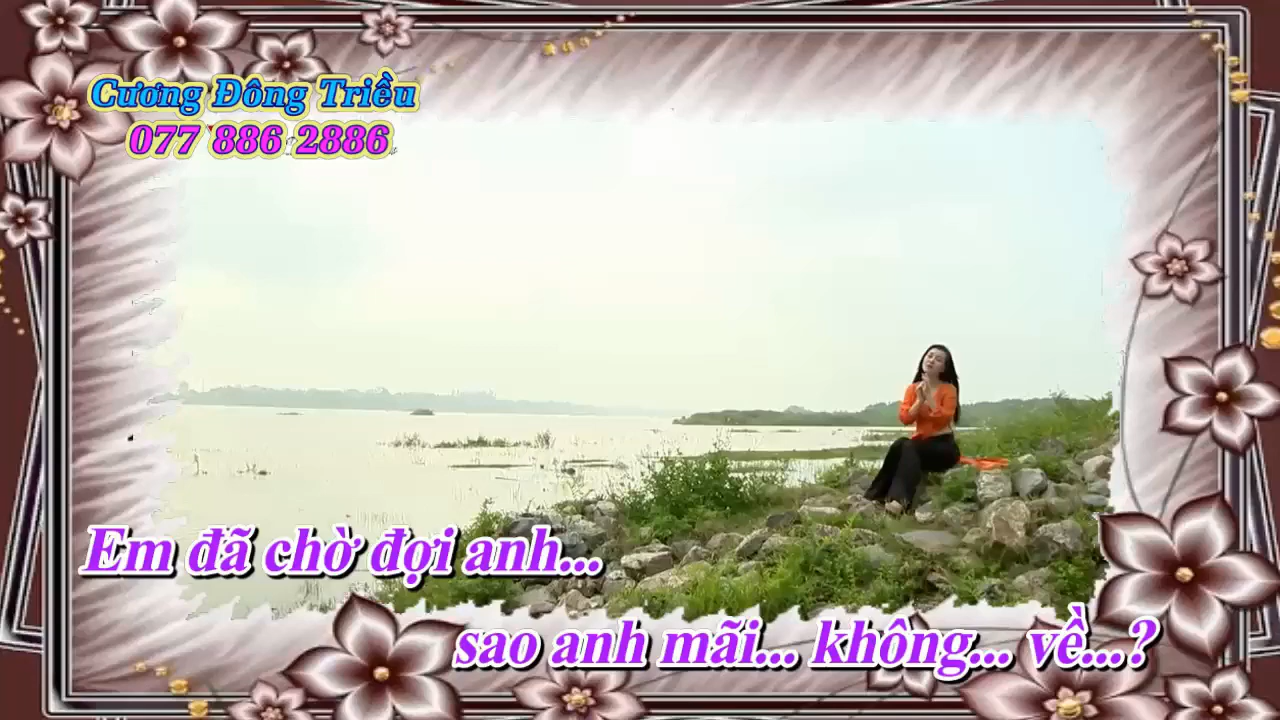 Cương Đông Triều
077 886 2886
Em đã chờ đợi anh...
sao anh mãi... không... về...?